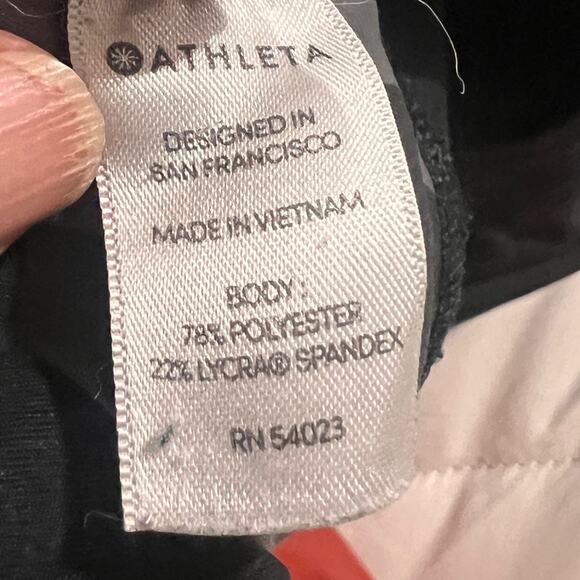 ATHLETA
DESIGNED IN
SAN FRANCISCO
MADE IN VIETNAM
BODY:
78% POLYESTER
22% LYCRA® SPANDEX
RN 54023